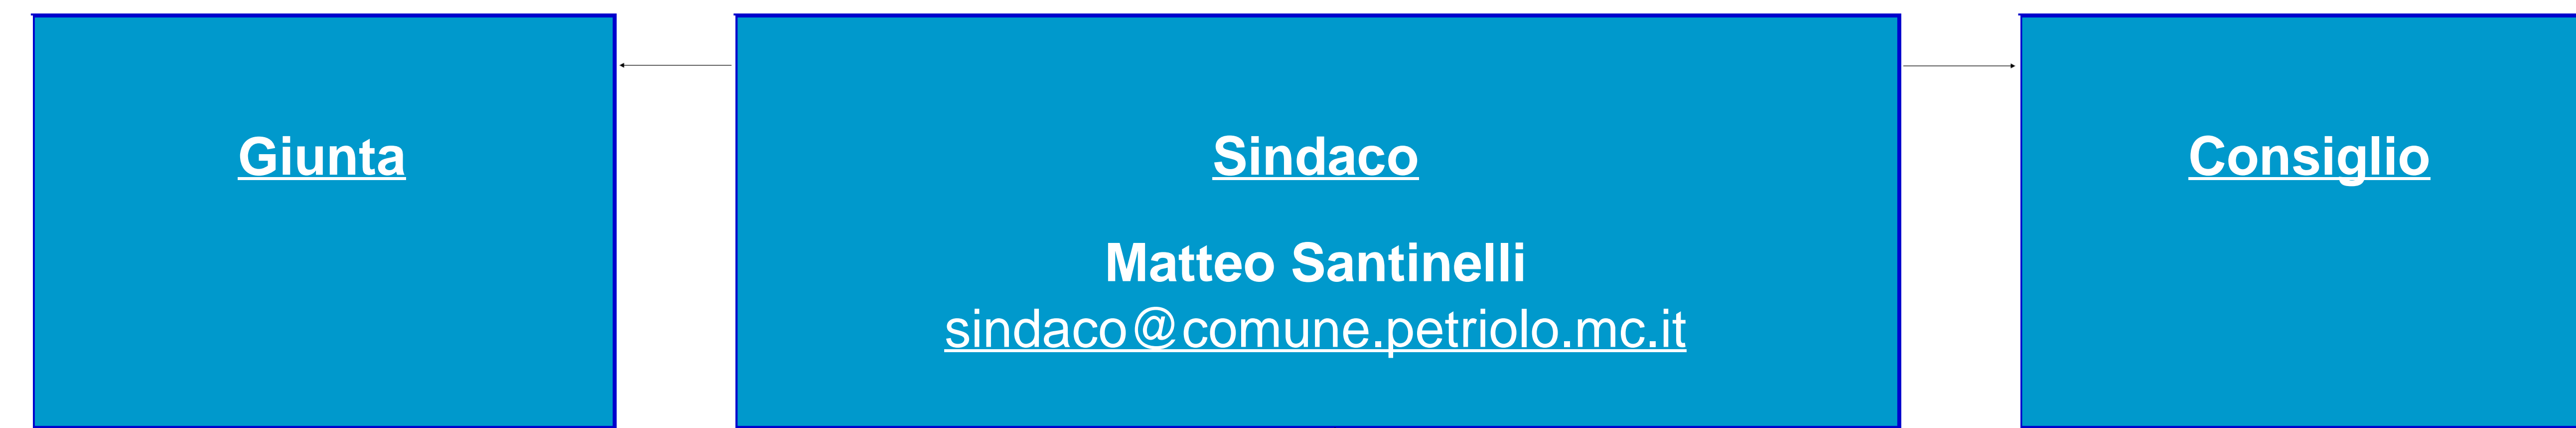 Giunta
Sindaco
Matteo Santinelli
sindaco@comune.petriolo.mc.it
Consiglio